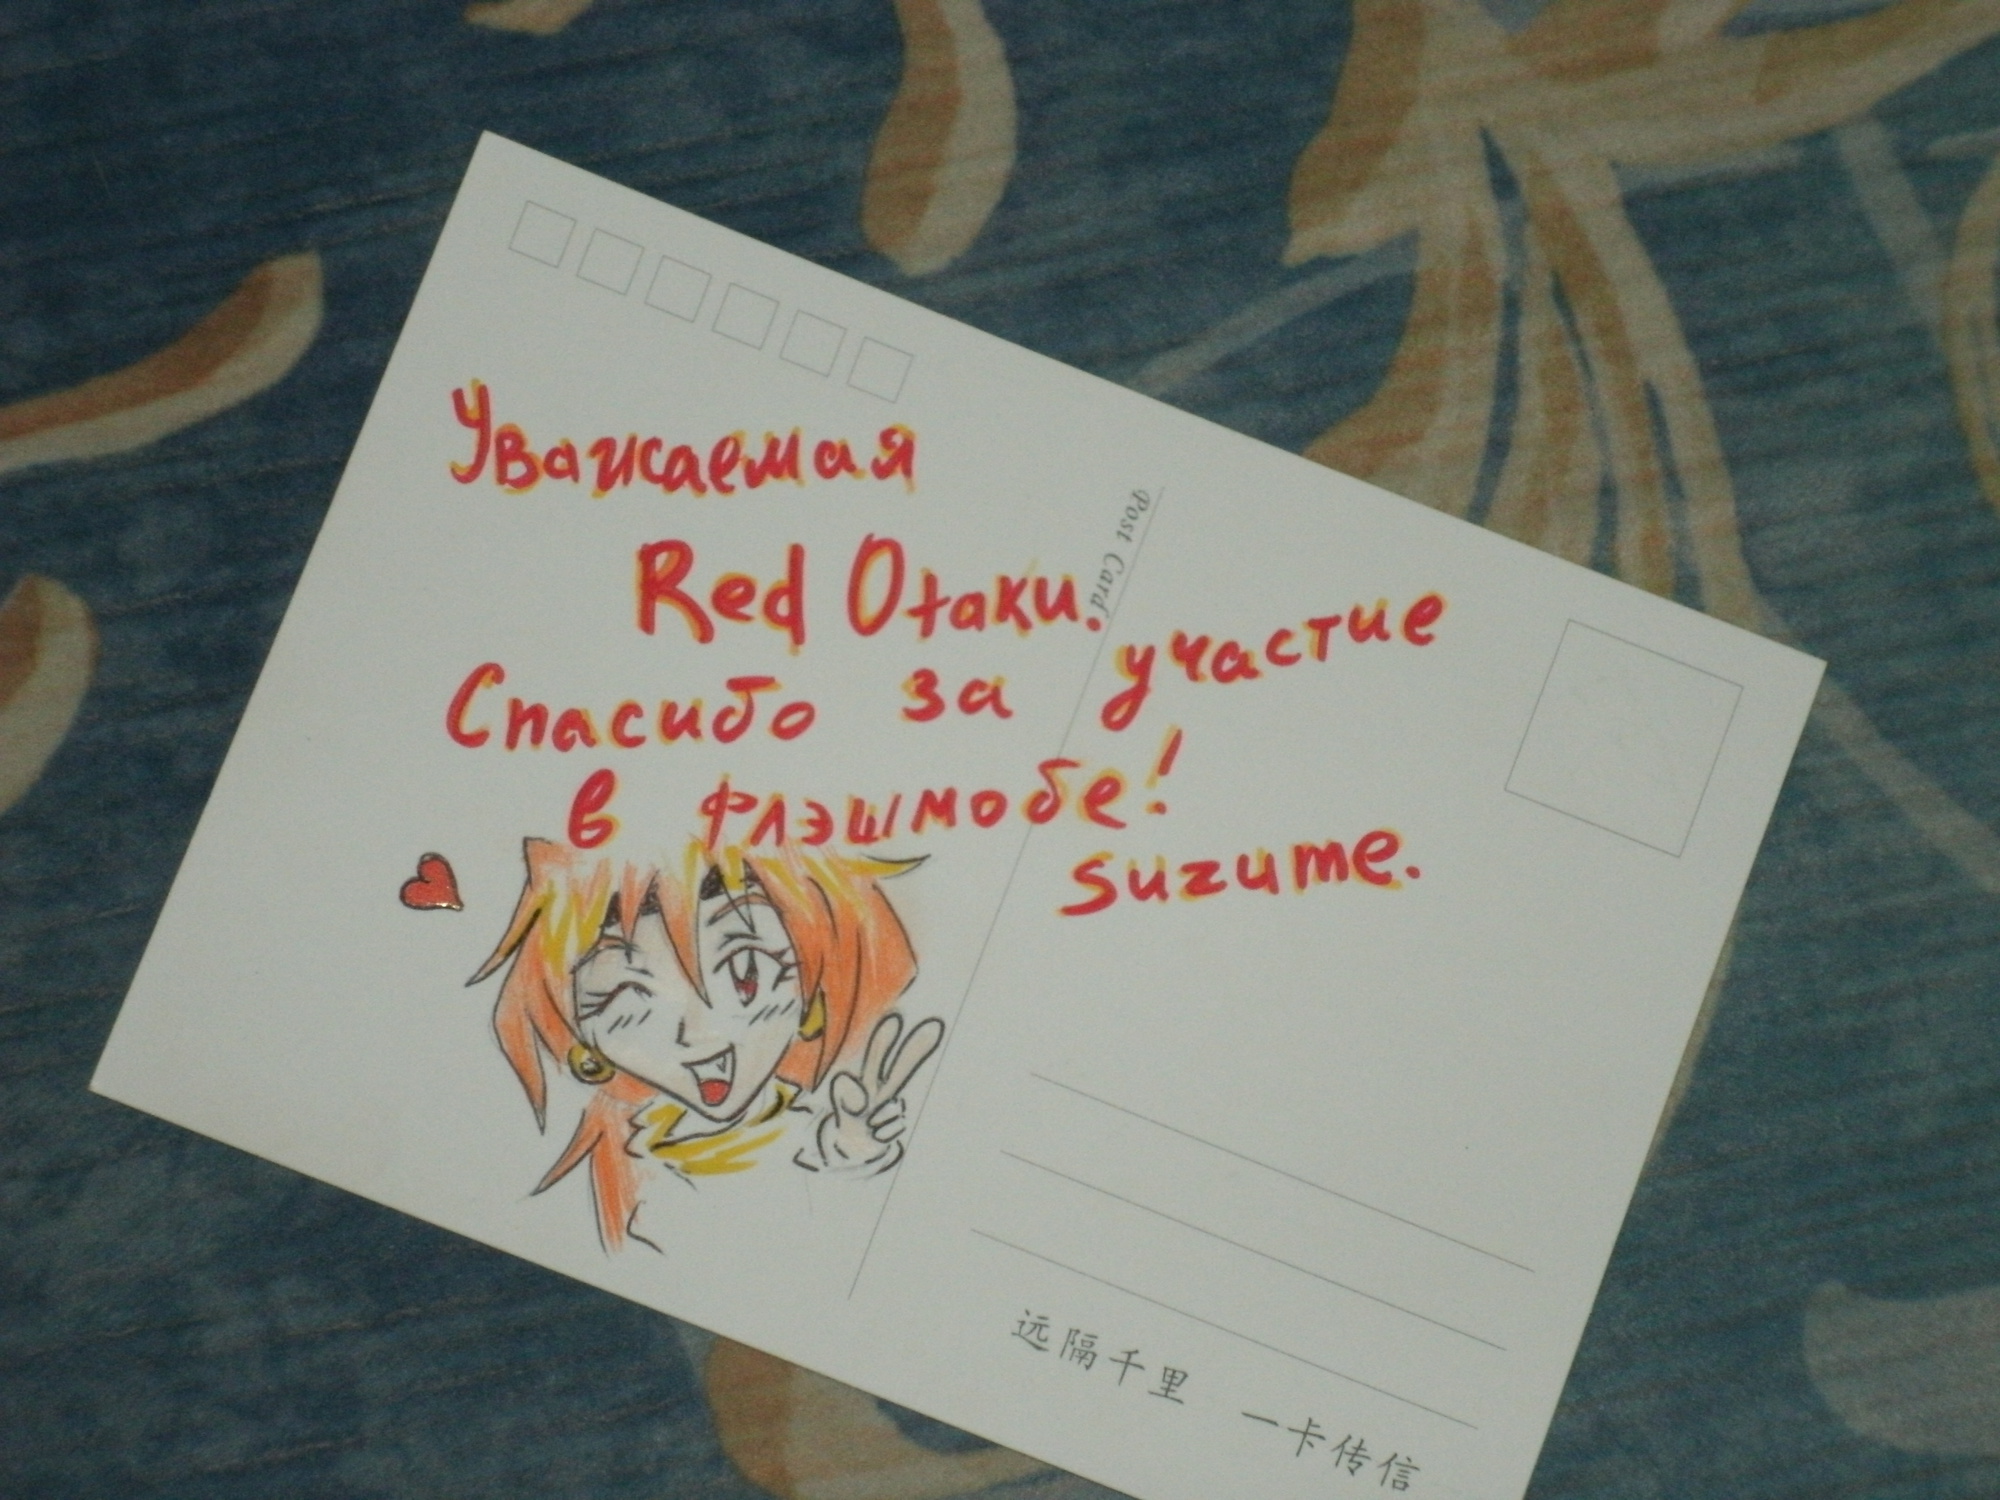 Уважаемая
Red Otaku.
Спасибо за участие
в флэшмобе!
suzume.
Post Card
远隔千里 一卡传信